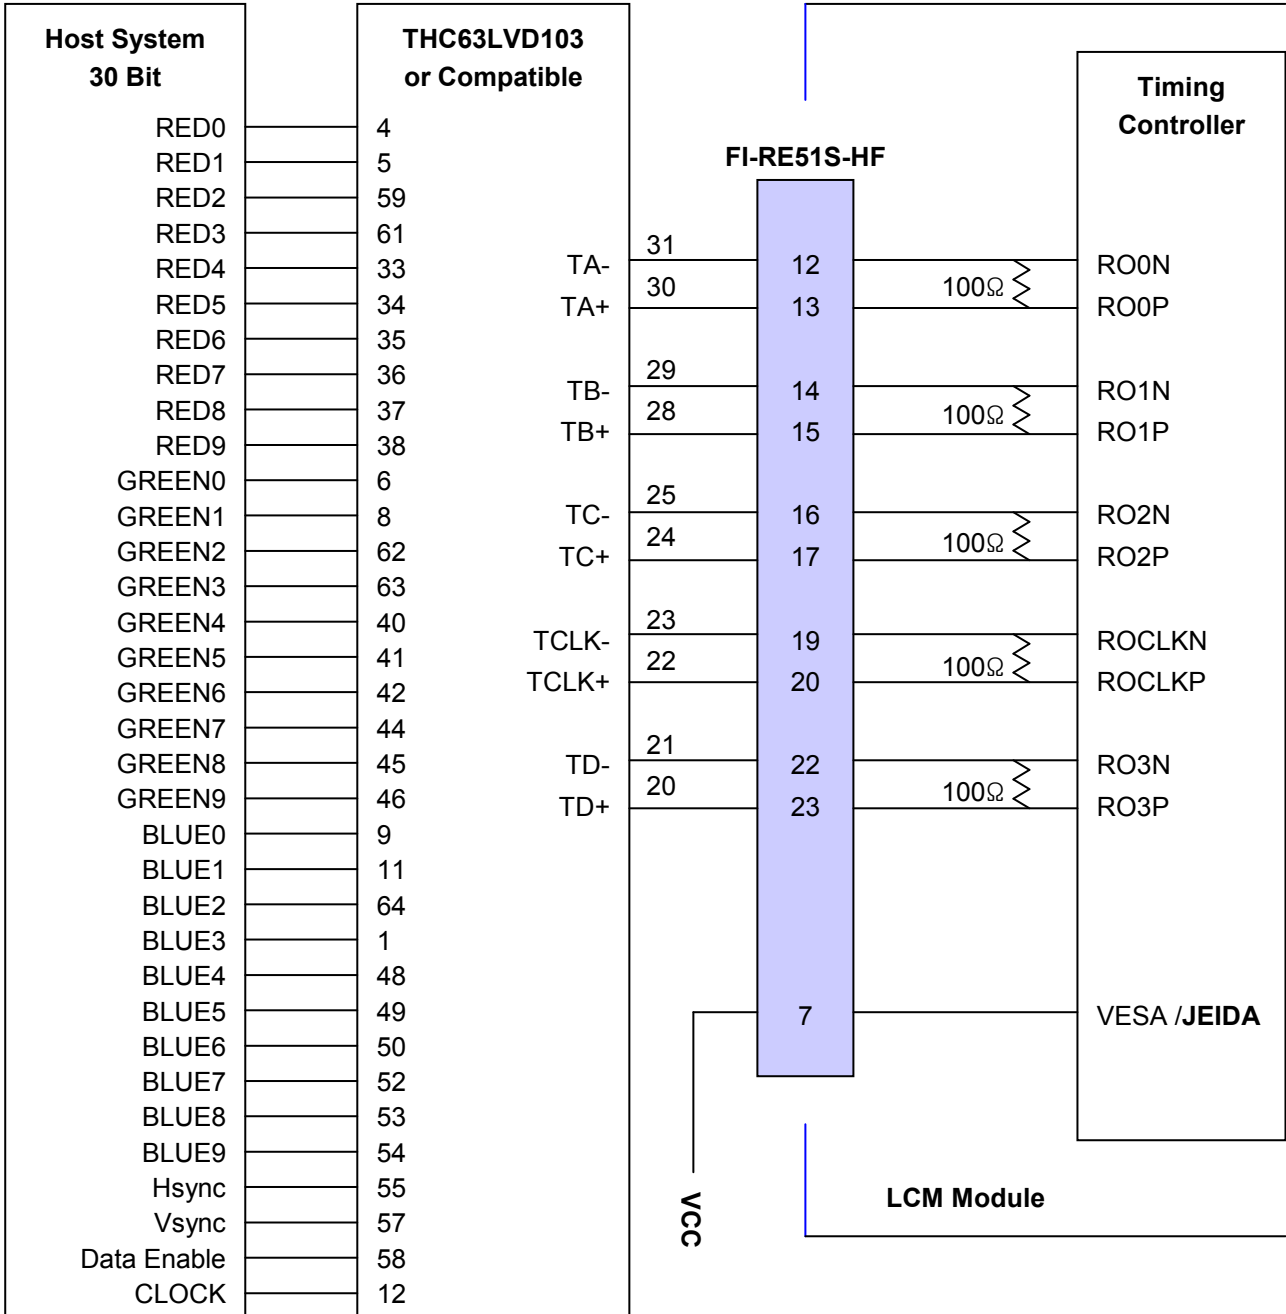 Host System
30 Bit
RED0
RED1
RED2
RED3
RED4
RED5
RED6
RED7
RED8
RED9
GREEN0
GREEN1
GREEN2
GREEN3
GREEN4
GREEN5
GREEN6
GREEN7
GREEN8
GREEN9
BLUE0
BLUE1
BLUE2
BLUE3
BLUE4
BLUE5
BLUE6
BLUE7
BLUE8
BLUE9
Hsync
Vsync
Data Enable
CLOCK
THC63LVD103
or Compatible
4
5
59
61
33
34
35
36
37
38
6
8
62
63
40
41
42
44
45
46
9
11
64
1
48
49
50
52
53
54
55
57
58
12
TA-
TA+
TB-
TB+
TC-
TC+
TCLK-
TCLK+
TD-
TD+
31
30
29
28
25
24
23
22
21
20
FI-RE51S-HF
12
13
14
15
16
17
19
20
22
23
7
VCC
100Ω
100Ω
100Ω
100Ω
100Ω
LCM Module
Timing
Controller
RO0N
RO0P
RO1N
RO1P
RO2N
RO2P
ROCLKN
ROCLKP
RO3N
RO3P
VESA /JEIDA